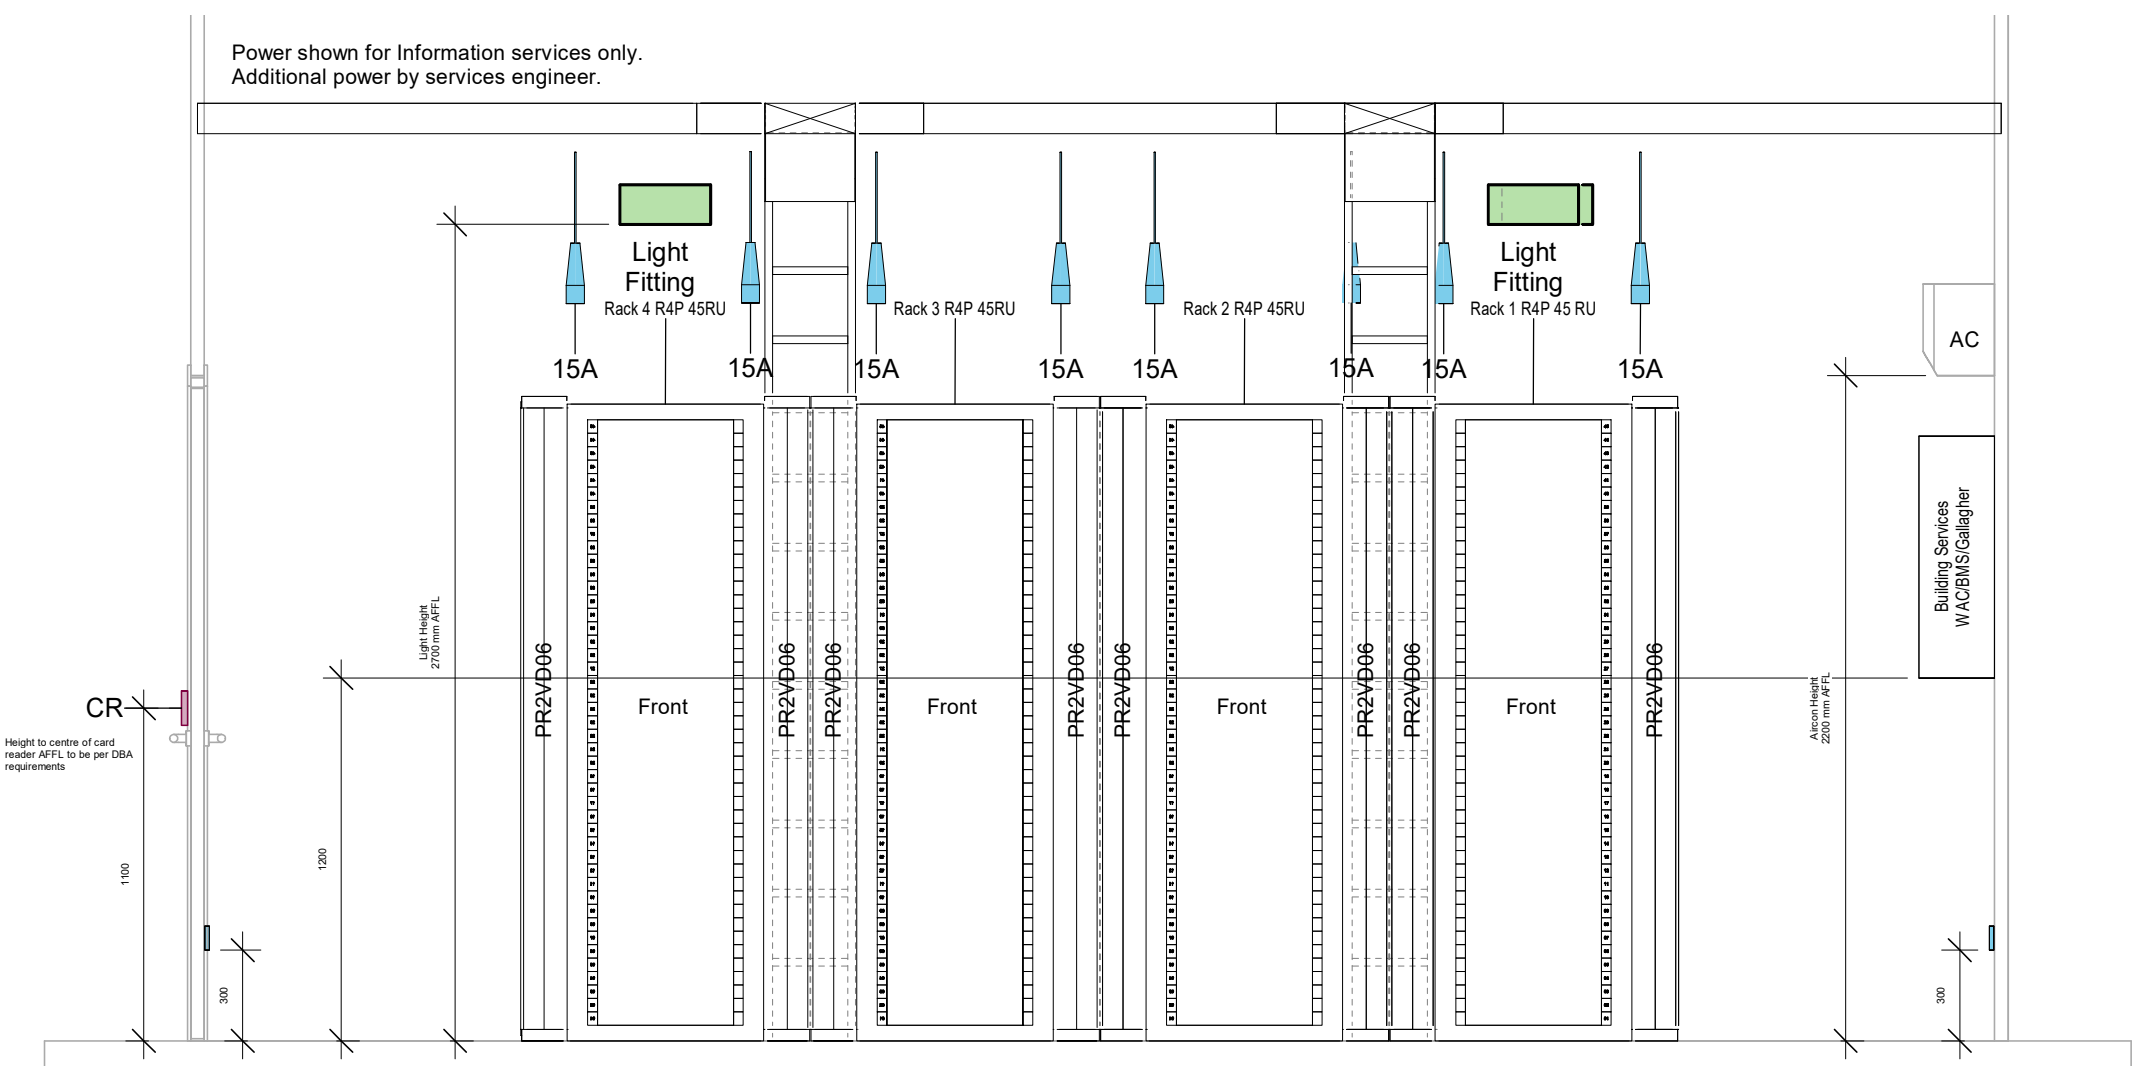 Power shown for Information services only.
Additional power by services engineer.
Light
Fitting
Light
Fitting
Rack 4 R4P 45RU
Rack 3 R4P 45RU
Rack 2 R4P 45RU
Rack 1 R4P 45 RU
15A
15A
15A
15A
15A
15A
15A
15A
AC
Building Services
W AC/BMS/Gallagher
Light Height
2700 mm AFFL
Aircon Height
2200 mm AFFL
PR2VD06
PR2VD06
PR2VD06
PR2VD06
PR2VD06
PR2VD06
PR2VD06
PR2VD06
Front
Front
Front
Front
CR
Height to centre of card
reader AFFL to be per DBA
requirements
1100
1200
300
300